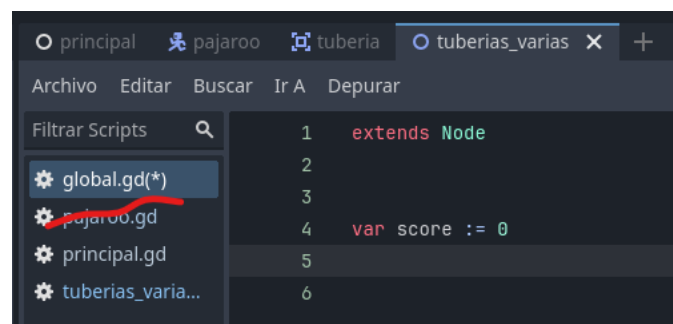 principal pajaroo tuberia tuberias_varias
Archivo Editar Buscar Ir A Depurar
Filtrar Scripts
global.gd(*)
pajaroo.gd
principal.gd
tuberias_varia...
1 extends Node
2
3
4 var score := 0
5
6